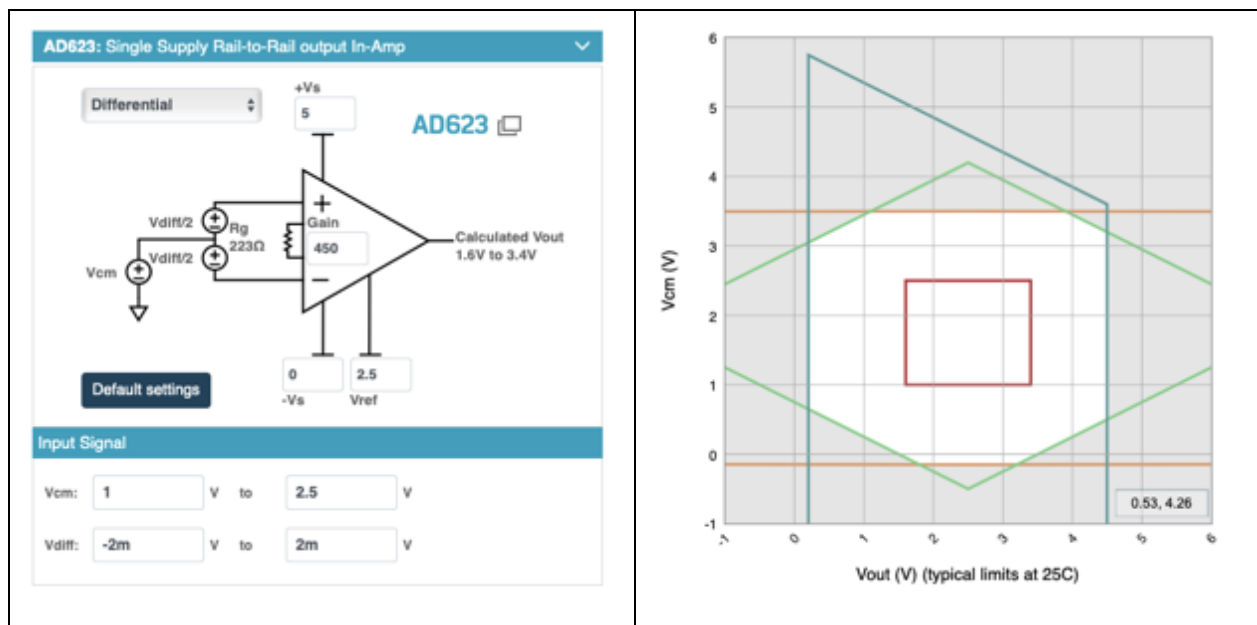 AD623: Single Supply Rail-to-Rail output In-Amp
Differential
+Vs
5
AD623
Vdiff/2
Rg
223Ω
Gain
450
Vdiff/2
Vcm
Calculated Vout
1.6V to 3.4V
0
2.5
-Vs
Vref
Default settings
Input Signal
Vcm: 1 V to 2.5 V
Vdiff: -2m V to 2m V
6
5
4
3
2
1
0
-1
Vcm (V)
0.53, 4.26
-1 0 1 2 3 4 5 6
Vout (V) (typical limits at 25C)